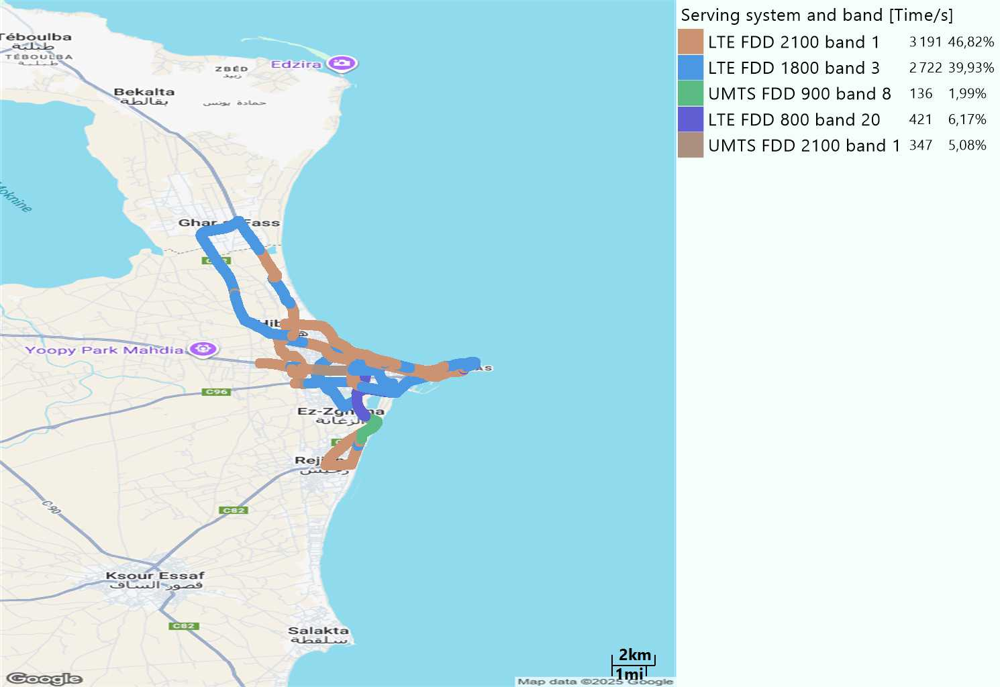 Serving system and band [Time/s]
LTE FDD 2100 band 1 3 191 46,82%
LTE FDD 1800 band 3 2 722 39,93%
UMTS FDD 900 band 8 136 1,99%
LTE FDD 800 band 20 421 6,17%
UMTS FDD 2100 band 1 347 5,08%
Téboulba
طبلبة
TÉBOULBA
طبلبة
ZBÉD
زبيد
Edzira
Bekalta
بقالطة
حمادة يونس
Moknine
Fass
Yoopy Park Mahdia
C96
Ez-Zg
الزغانة
رجيش
C82
C 90
Ksour Essaf
قصور الساف
C82
Salakta
سلقطة
2km
1mi
Google
Map data ©2025 Google